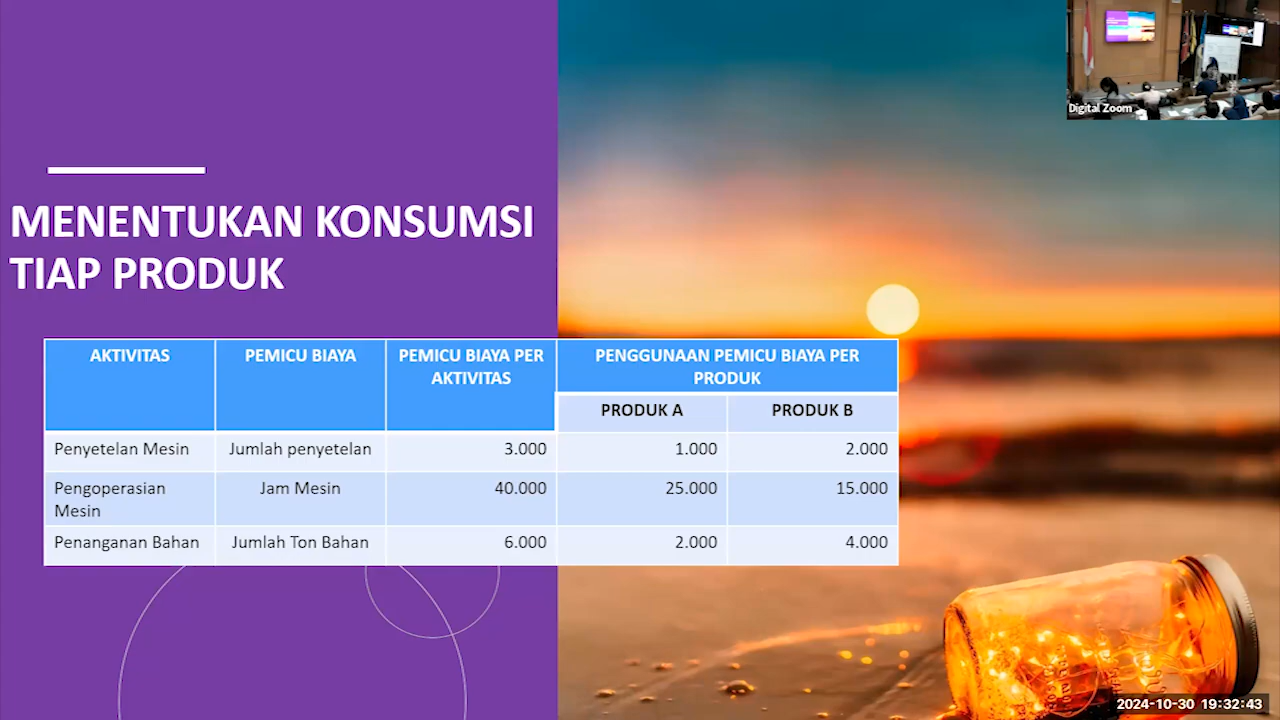 Digital Zoom
MENENTUKAN KONSUMSI
TIAP PRODUK
AKTIVITAS PEMICU BIAYA PEMICU BIAYA PER AKTIVITAS PENGGUNAAN PEMICU BIAYA PER PRODUK
PRODUK A PRODUK B
Penyetelan Mesin Jumlah penyetelan 3.000 1.000 2.000
Pengoperasian Mesin Jam Mesin 40.000 25.000 15.000
Penanganan Bahan Jumlah Ton Bahan 6.000 2.000 4.000
2024-10-30 19:32:43